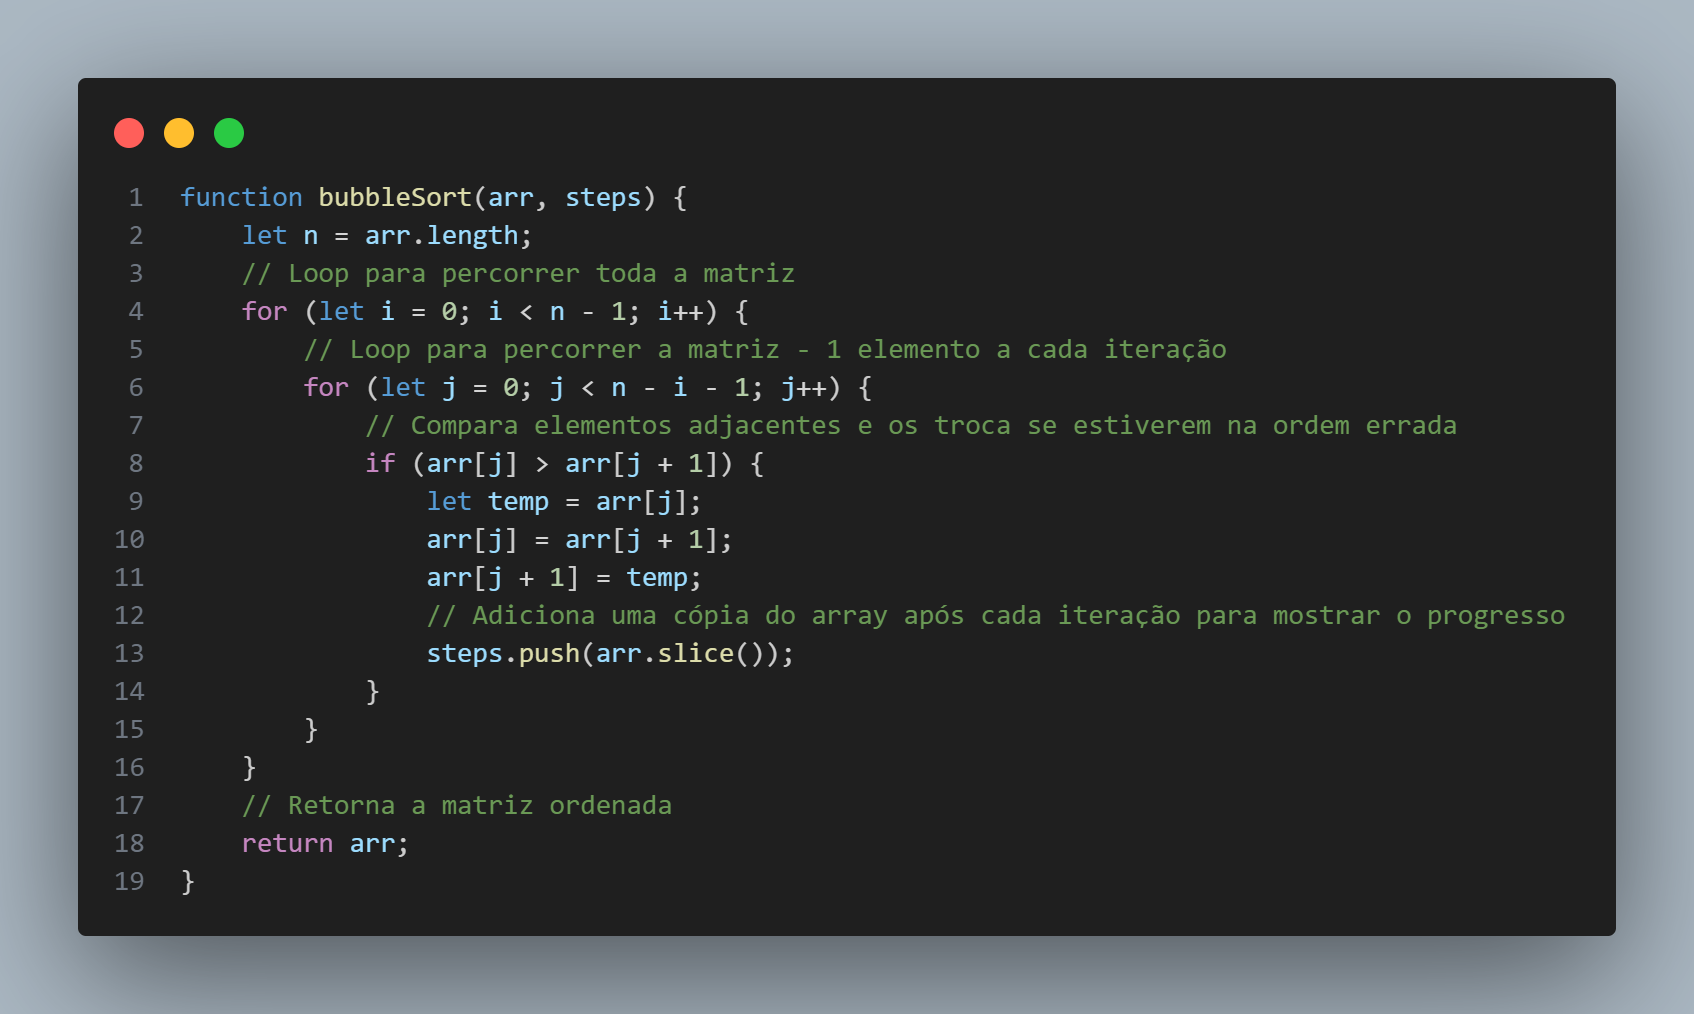 1 function bubbleSort(arr, steps) {
2 let n = arr.length;
3 // Loop para percorrer toda a matriz
4 for (let i = 0; i < n - 1; i++) {
5 // Loop para percorrer a matriz - 1 elemento a cada iteração
6 for (let j = 0; j < n - i - 1; j++) {
7 // Compara elementos adjacentes e os troca se estiverem na ordem errada
8 if (arr[j] > arr[j + 1]) {
9 let temp = arr[j];
10 arr[j] = arr[j + 1];
11 arr[j + 1] = temp;
12 // Adiciona uma cópia do array após cada iteração para mostrar o progresso
13 steps.push(arr.slice());
14 }
15 }
16 }
17 // Retorna a matriz ordenada
18 return arr;
19 }